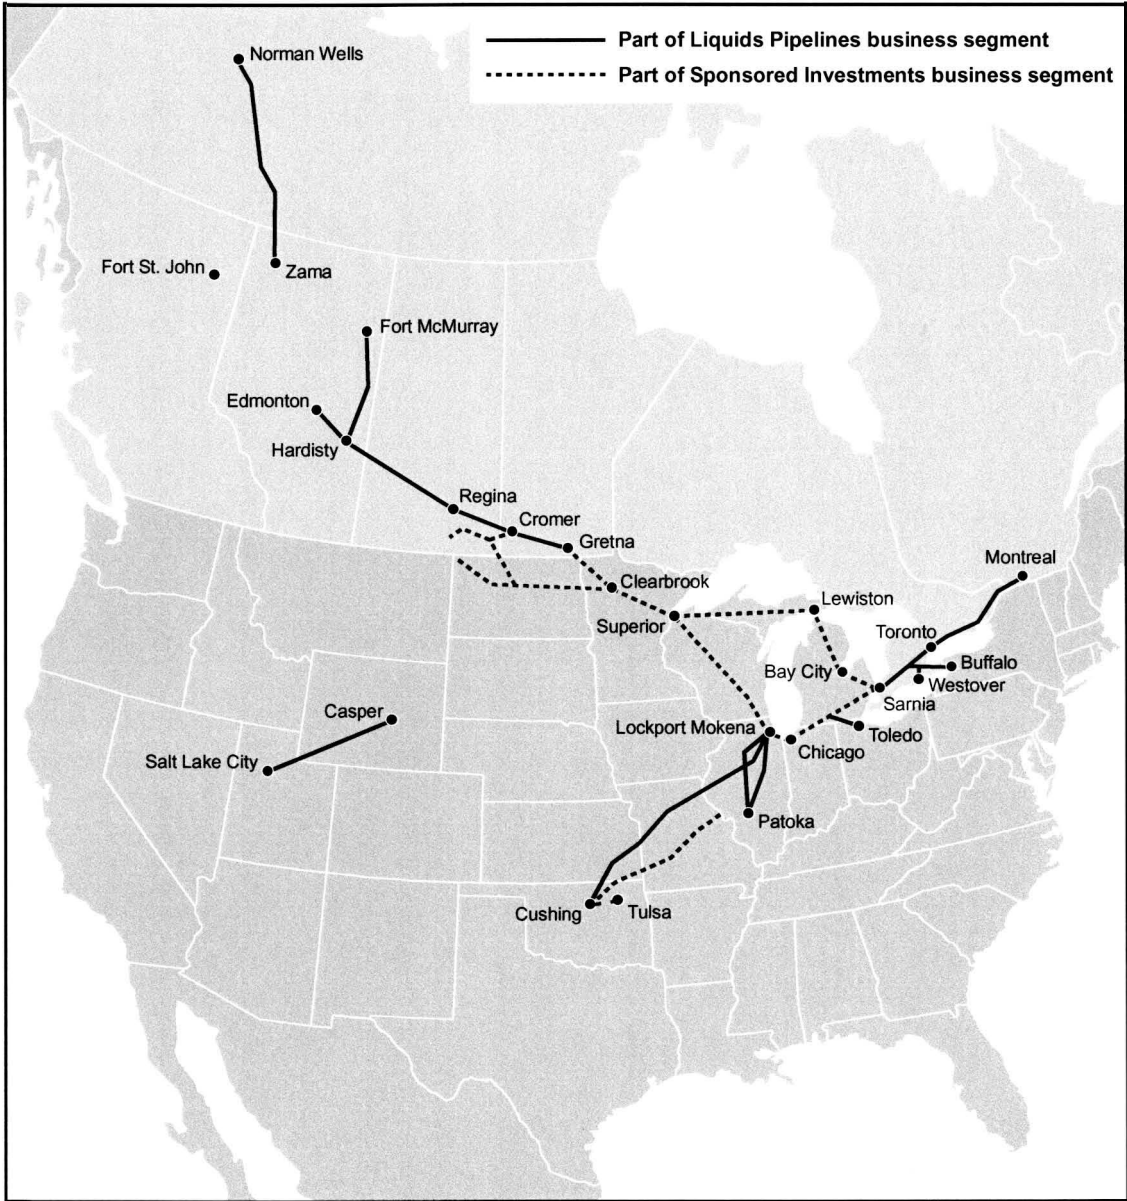 Part of Liquids Pipelines business segment
Part of Sponsored Investments business segment
Norman Wells
Fort St. John
Zama
Fort McMurray
Edmonton
Hardisty
Regina
Cromer
Gretna
Clearbrook
Superior
Montreal
Lewiston
Toronto
Bay City
Buffalo
Westover
Sarnia
Casper
Lockport Mokena
Toledo
Chicago
Salt Lake City
Patoka
Cushing
Tulsa